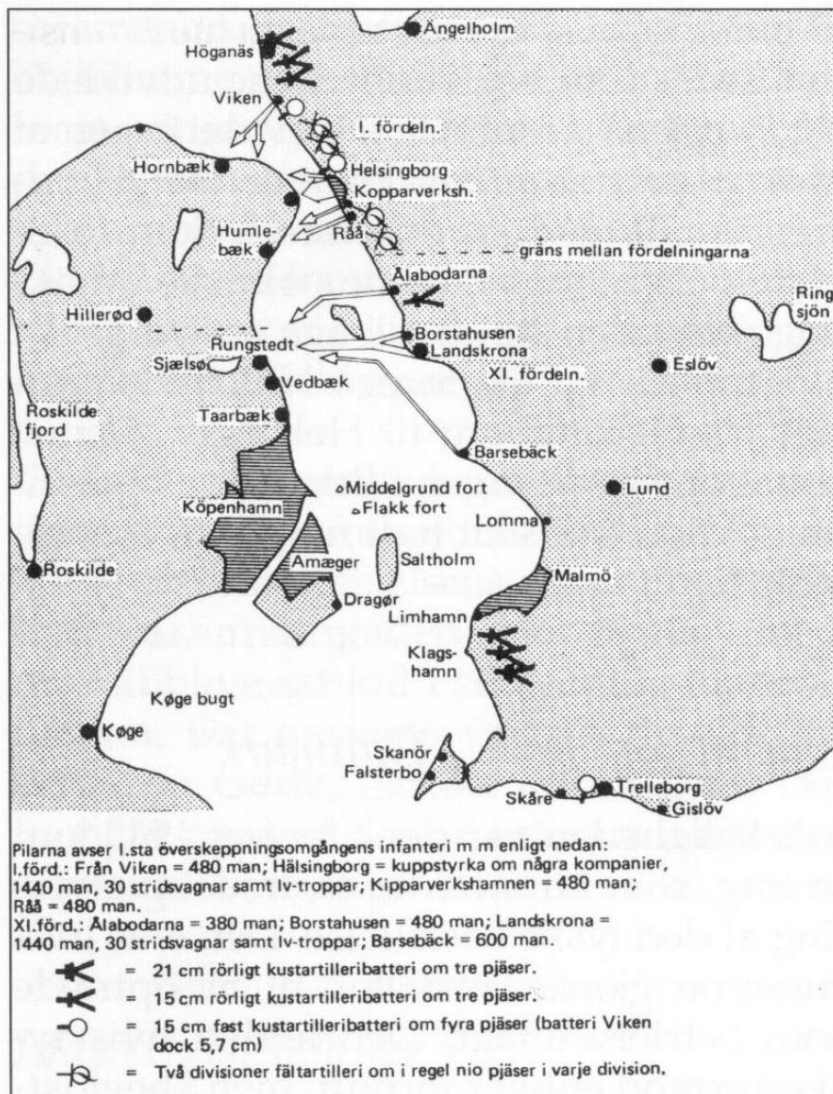 Ängelholm
Höganäs
Viken
I. fördeln.
Hornbæk
Helsingborg
Kopparverksh.
Råå
Humle-
bæk
gräns mellan fördelningarna
Ålabodarna
Ring
sjön
Hillerød
Borstahusen
Rungstedt
Landskrona
Sjælsø
Eslöv
XI. fördeln.
Vedbæk
Roskilde
fjord
Taarbæk
Barsebäck
Middelgrund fort
Lund
Köpenhamn
Flakk fort
Lomma
Amæger
Saltholm
Roskilde
Malmö
Dragør
Limhamn
Klags-
hamn
Køge bugt
Køge
Skanör
Falsterbo
Trelleborg
Skåre
Gislöv
Pilarna avser I.sta överskeppningsomgångens infanteri m m enligt nedan:
I.förd.: Från Viken = 480 man; Hälsingborg = kuppstyrka om några kompanier,
1440 man, 30 stridsvagnar samt lv-troppar; Kipparverkshamnen = 480 man;
Råå = 480 man.
XI.förd.: Ålabodarna = 380 man; Borstahusen = 480 man; Landskrona =
1440 man, 30 stridsvagnar samt lv-troppar; Barsebäck = 600 man.
= 21 cm rörligt kustartilleribatteri om tre pjäser.
= 15 cm rörligt kustartilleribatteri om tre pjäser.
= 15 cm fast kustartilleribatteri om fyra pjäser (batteri Viken
dock 5,7 cm)
= Två divisioner fältartilleri om i regel nio pjäser i varje division.